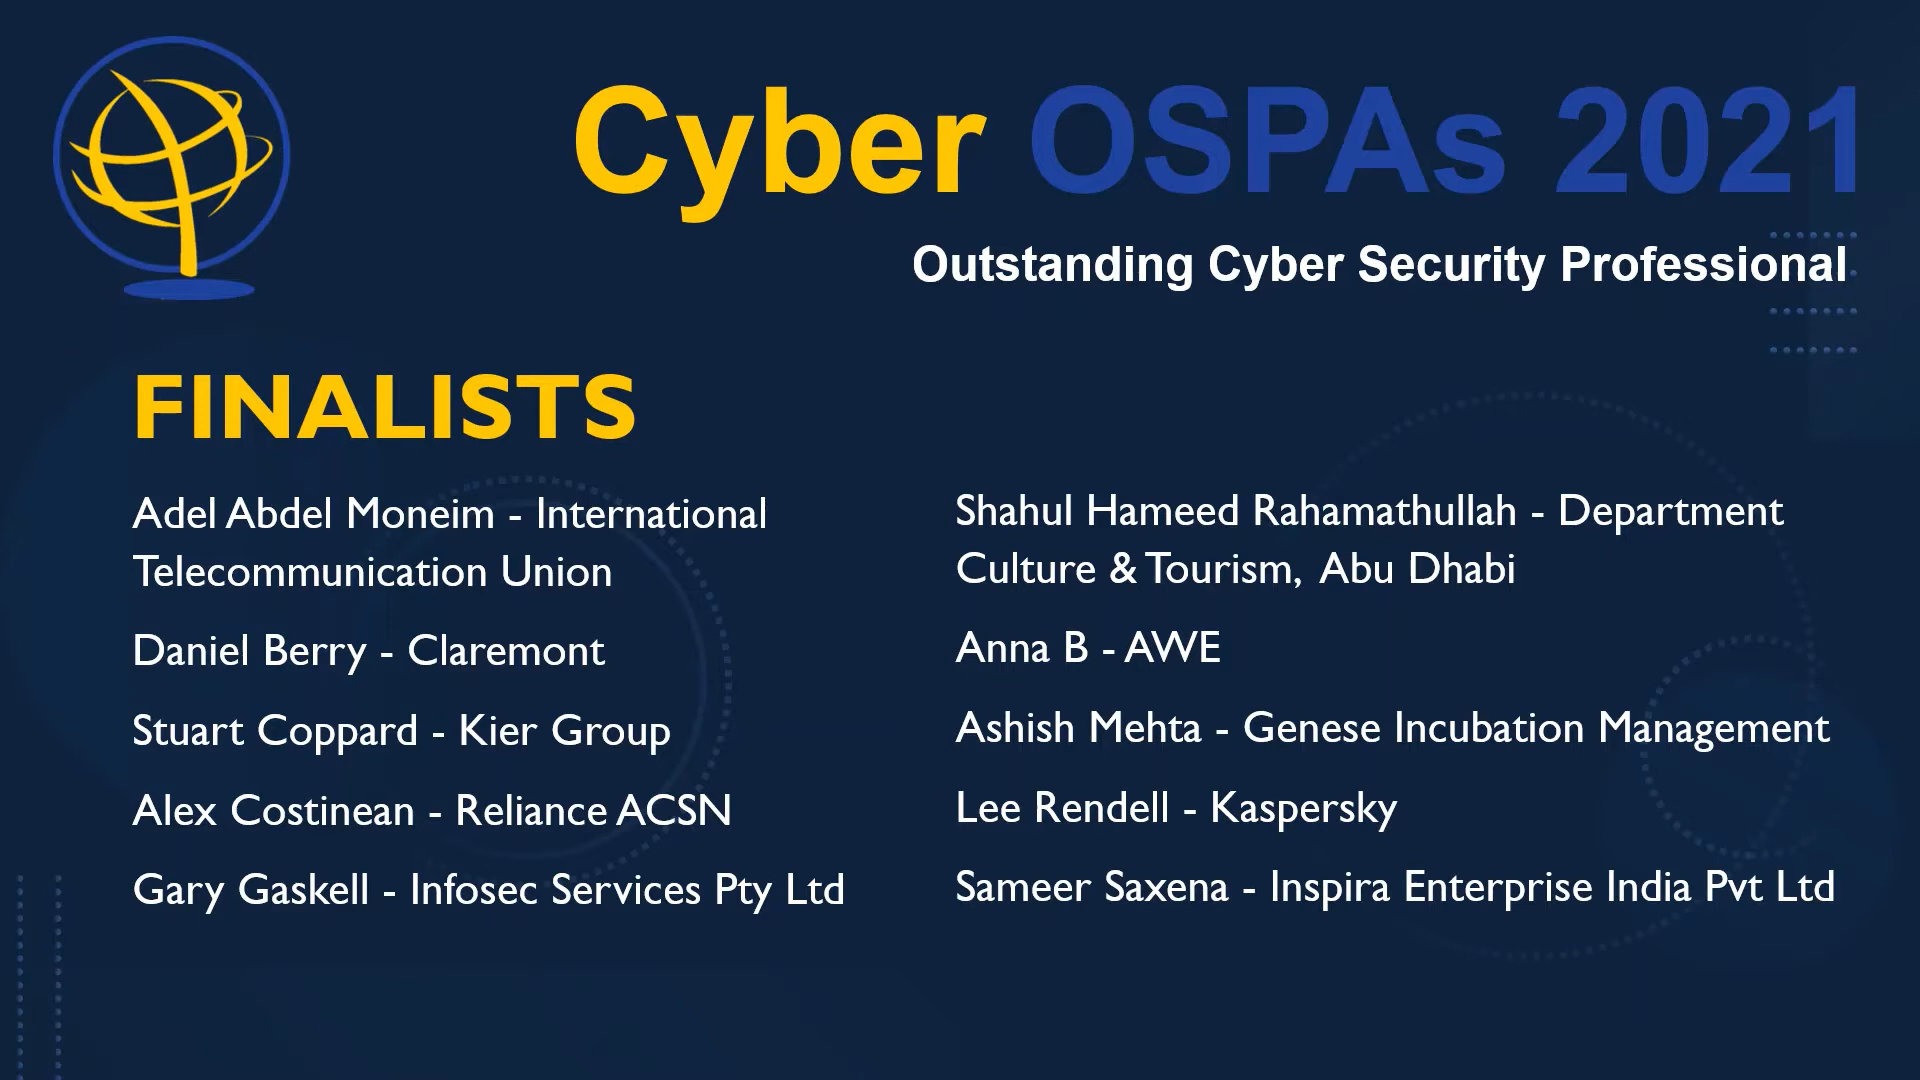 Cyber OSPAs 2021
Outstanding Cyber Security Professional
FINALISTS
Adel Abdel Moneim - International
Telecommunication Union
Daniel Berry - Claremont
Stuart Coppard - Kier Group
Alex Costinean - Reliance ACSN
Gary Gaskell - Infosec Services Pty Ltd
Shahul Hameed Rahamathullah - Department
Culture & Tourism, Abu Dhabi
Anna B - AWE
Ashish Mehta - Genese Incubation Management
Lee Rendell - Kaspersky
Sameer Saxena - Inspira Enterprise India Pvt Ltd